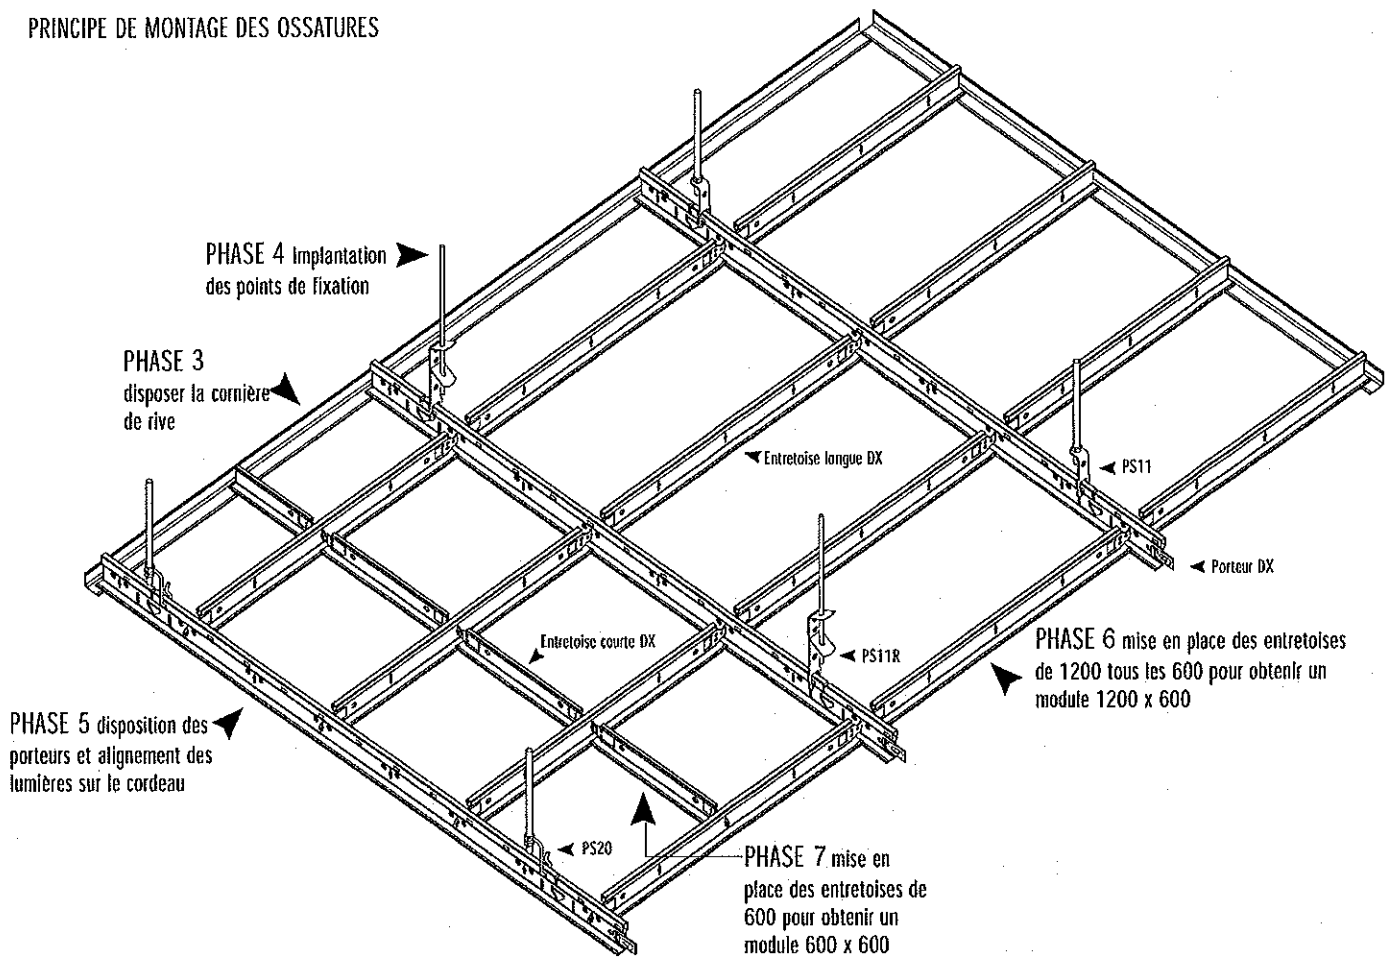 PRINCIPE DE MONTAGE DES OSSATURES
PHASE 4 Implantation
des points de fixation
PHASE 3
disposer la cornière
de rive
Entretoise longue DX
PS11
Porteur DX
Entretoise courte DX
PS11R
PHASE 6 mise en place des entretoises
de 1200 tous les 600 pour obtenir un
module 1200 x 600
PHASE 5 disposition des
porteurs et alignement des
lumières sur le cordeau
PS20
PHASE 7 mise en
place des entretoises de
600 pour obtenir un
module 600 x 600